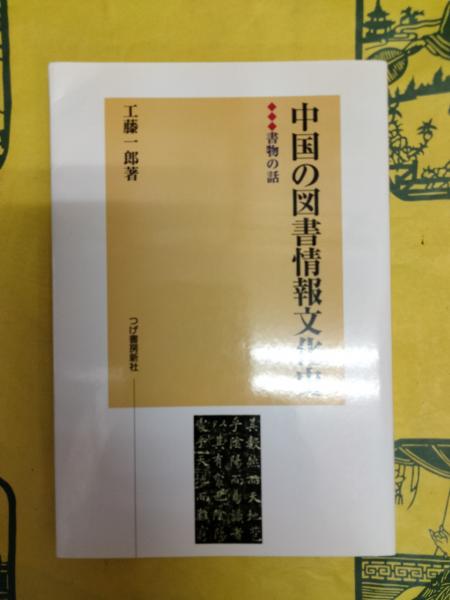 中国の図書情報文化史
書物の話
工藤一郎著
つげ書房新社